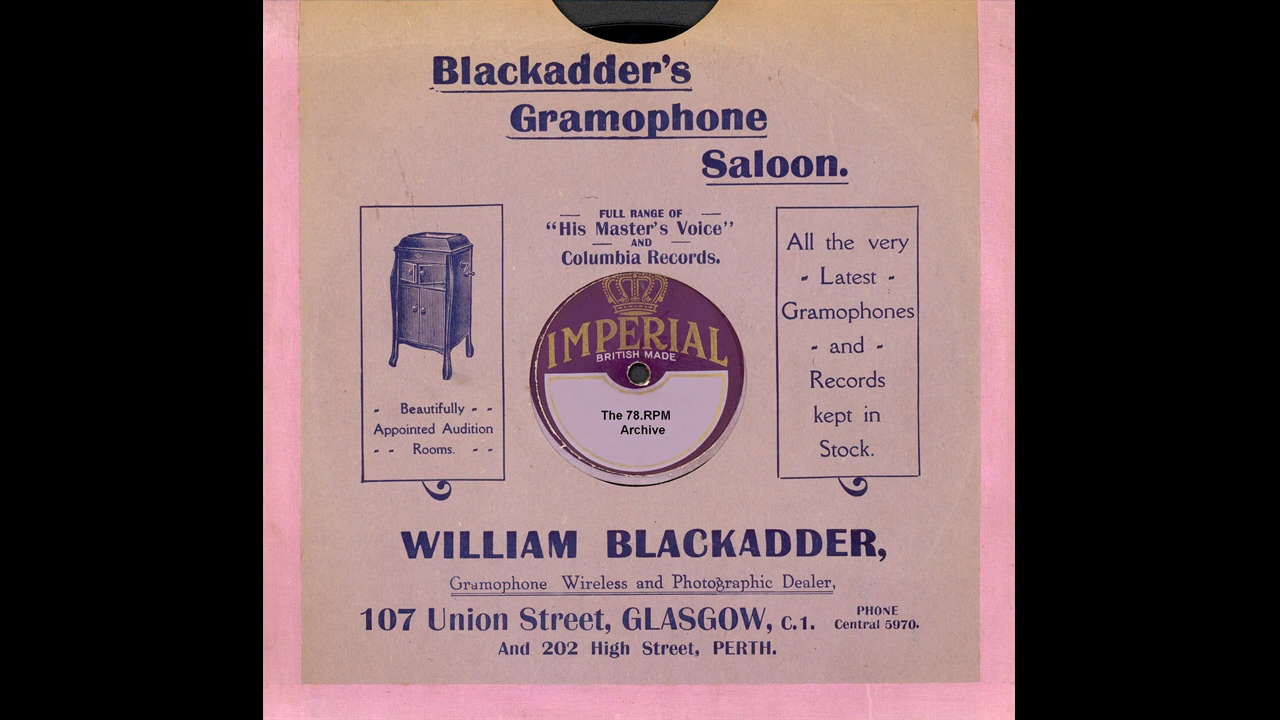 Blackadder's
Gramophone
Saloon.
FULL RANGE OF
"His Master's Voice"
AND
Columbia Records.
- Beautifully - -
Appointed Audition
- - Rooms. - -
IMPERIAL
BRITISH MADE
The 78.RPM
Archive
All the very
- Latest -
Gramophones
- and -
Records
kept in
Stock.
WILLIAM BLACKADDER,
Gramophone Wireless and Photographic Dealer,
107 Union Street, GLASGOW, C.1.
PHONE
Central 5970.
And 202 High Street, PERTH.